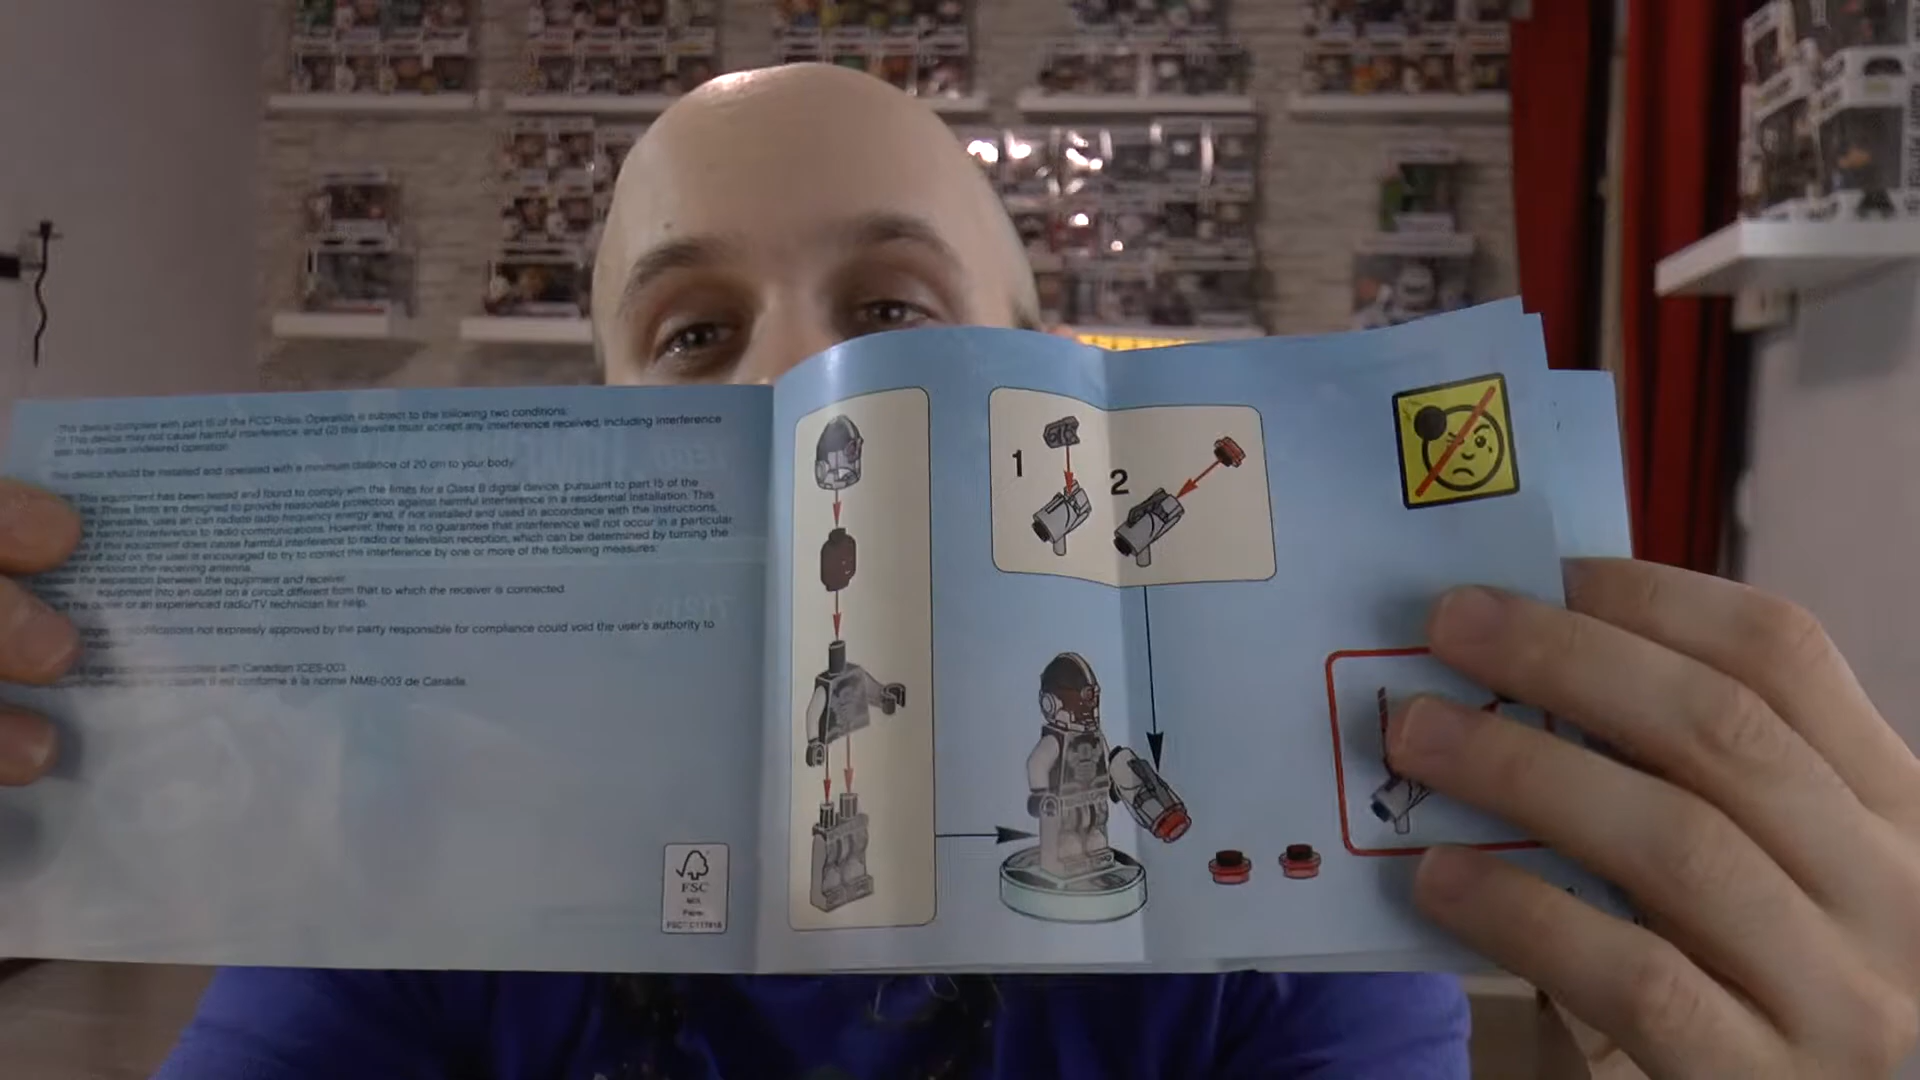 This device complies with part 15 of the FCC Rules. Operation is subject to the following two conditions:
(1) This device may not cause harmful interference, and (2) this device must accept any interference received, including interference
that may cause undesired operation.
This device should be installed and operated with a minimum distance of 20 cm to your body.
This equipment has been tested and found to comply with the limits for a Class B digital device, pursuant to part 15 of the
These limits are designed to provide reasonable protection against harmful interference in a residential installation. This
generates, uses an can radiate radio frequency energy and, if not installed and used in accordance with the instructions,
harmful interference to radio communications. However, there is no guarantee that interference will not occur in a particular
If this equipment does cause harmful interference to radio or television reception, which can be determined by turning the
off and on, the user is encouraged to try to correct the interference by one or more of the following measures:
or relocate the receiving antenna.
the separation between the equipment and receiver.
equipment into an outlet on a circuit different from that to which the receiver is connected.
the or an experienced radio/TV technician for help.
modifications not expressly approved by the party responsible for compliance could void the user's authority to
with Canadian ICES-003.
est conforme à la norme NMB-003 de Canada.
FSC
MIX
Paper
1
2